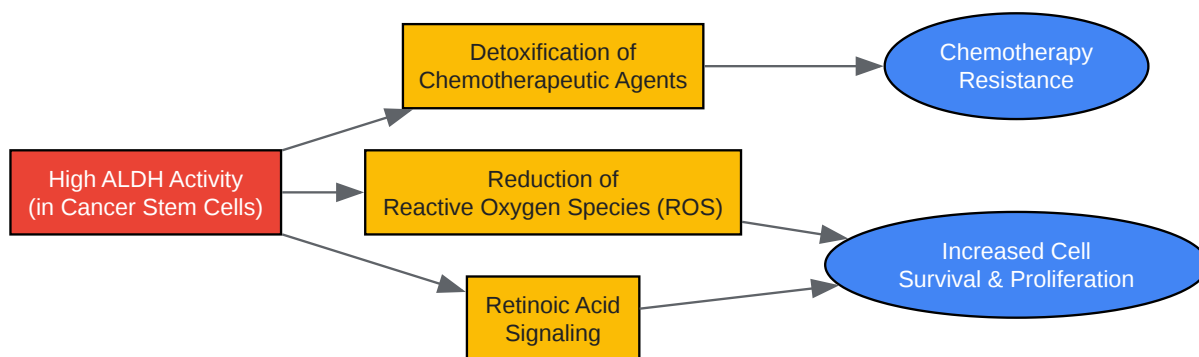 High ALDH Activity
(in Cancer Stem Cells)
Detoxification of
Chemotherapeutic Agents
Chemotherapy
Resistance
Reduction of
Reactive Oxygen Species (ROS)
Increased Cell
Survival & Proliferation
Retinoic Acid
Signaling